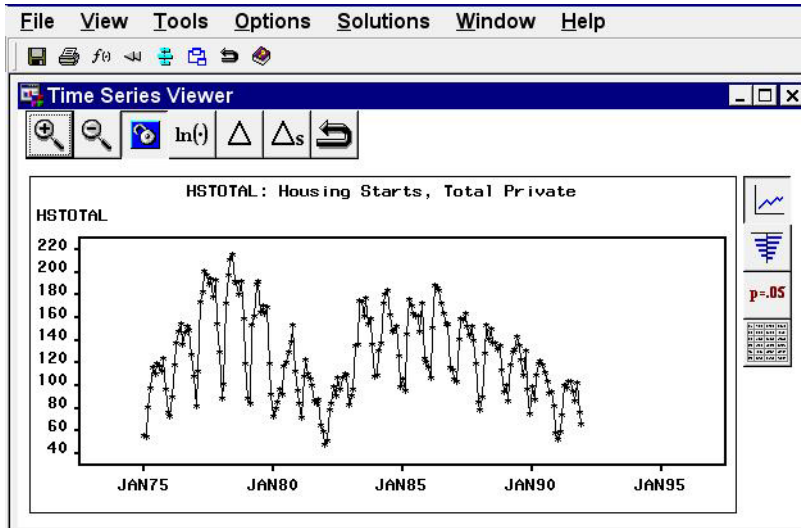 File View Tools Options Solutions Window Help
f(·)
Time Series Viewer
ln(·) Δ Δs
HSTOTAL: Housing Starts, Total Private
HSTOTAL
220
200
180
160
140
120
100
80
60
40
JAN75 JAN80 JAN85 JAN90 JAN95
p=.05